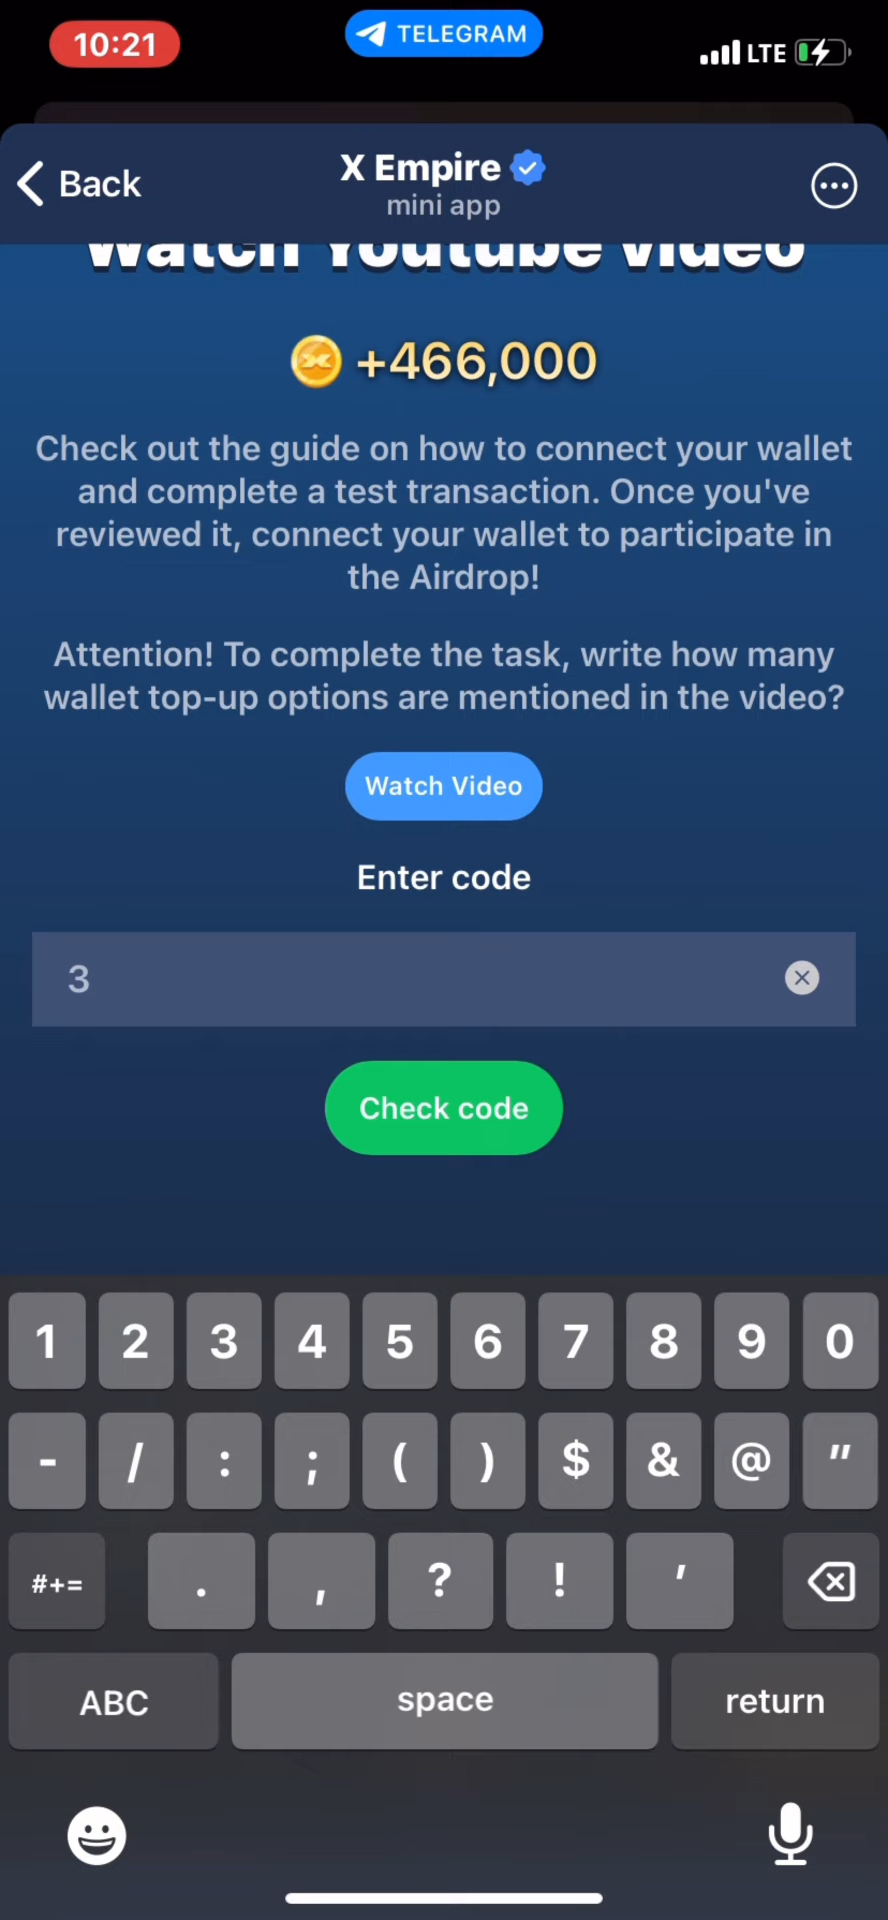 10:21
TELEGRAM
LTE
Back
X Empire
mini app
Watch Youtube Video
+466,000
Check out the guide on how to connect your wallet
and complete a test transaction. Once you've
reviewed it, connect your wallet to participate in
the Airdrop!
Attention! To complete the task, write how many
wallet top-up options are mentioned in the video?
Watch Video
Enter code
3
Check code
1 2 3 4 5 6 7 8 9 0
- / : ; ( ) $ & @ "
#+= . , ? ! '
ABC space return